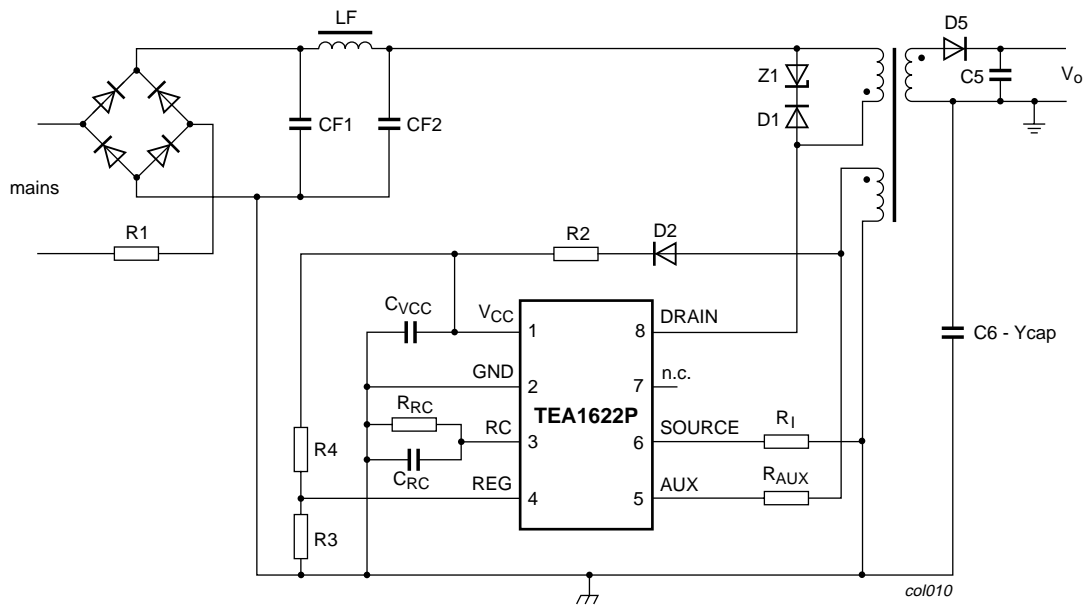 LF
D5
Z1
C5
Vo
CF1
CF2
D1
mains
R1
R2
D2
CVCC
VCC
1
8
DRAIN
C6 - Ycap
GND
2
7
n.c.
TEA1622P
RRC
RC
3
6
SOURCE
RI
R4
CRC
REG
4
5
AUX
RAUX
R3
col010